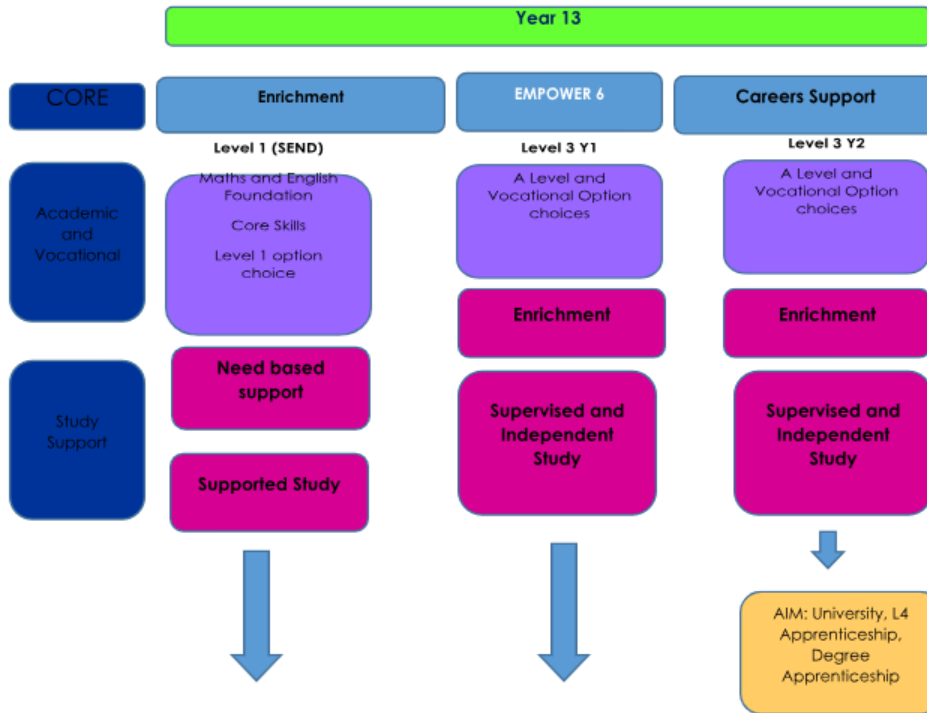 Year 13
CORE
Enrichment
EMPOWER 6
Careers Support
Level 1 (SEND)
Level 3 Y1
Level 3 Y2
Academic
and
Vocational
Maths and English
Foundation
Core Skills
Level 1 option
choice
A Level and
Vocational Option
choices
A Level and
Vocational Option
choices
Enrichment
Enrichment
Study
Support
Need based
support
Supported Study
Supervised and
Independent
Study
Supervised and
Independent
Study
AIM: University, L4
Apprenticeship,
Degree
Apprenticeship